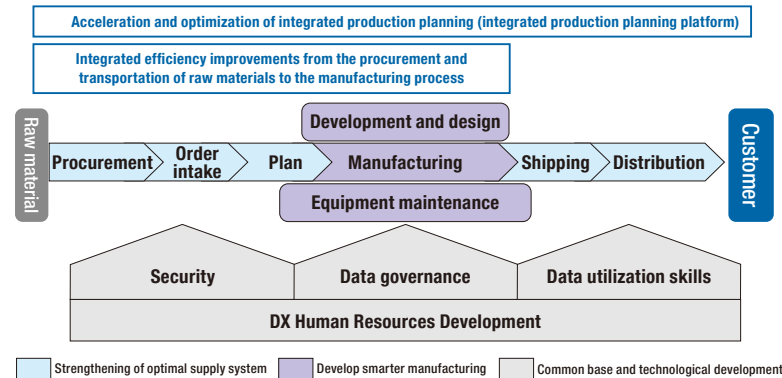 Acceleration and optimization of integrated production planning (integrated production planning platform)
Integrated efficiency improvements from the procurement and
transportation of raw materials to the manufacturing process
Raw material
Development and design
Procurement
Order
intake
Plan
Manufacturing
Shipping
Distribution
Customer
Equipment maintenance
Security
Data governance
Data utilization skills
DX Human Resources Development
Strengthening of optimal supply system
Develop smarter manufacturing
Common base and technological development